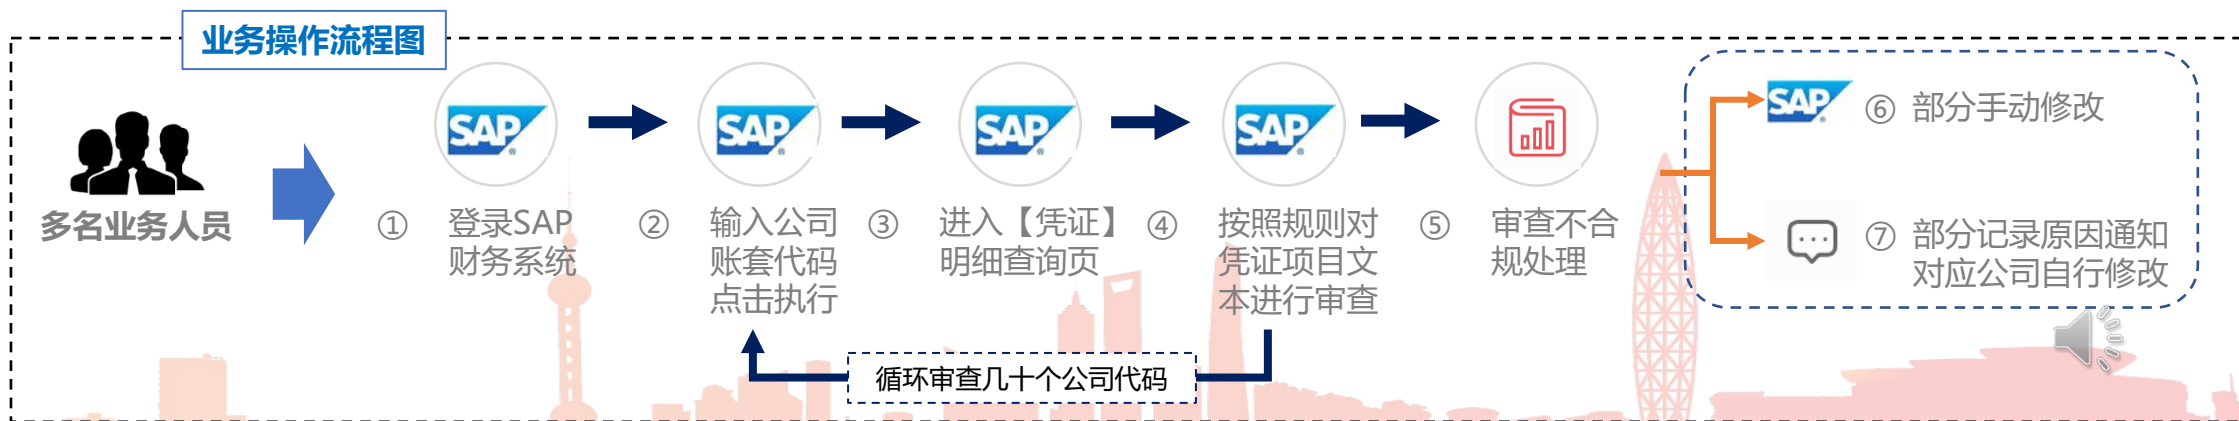 业务操作流程图
多名业务人员
SAP
①
登录SAP
财务系统
SAP
②
输入公司
账套代码
点击执行
SAP
③
进入【凭证】
明细查询页
SAP
④
按照规则对
凭证项目文
本进行审查
⑤
审查不合
规处理
SAP
⑥ 部分手动修改
⑦ 部分记录原因通知
对应公司自行修改
循环审查几十个公司代码